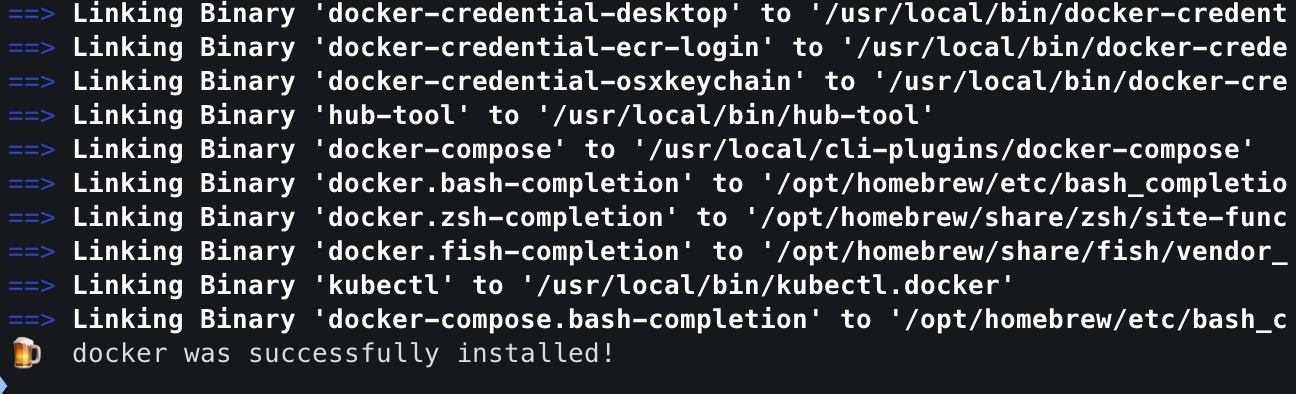 ==> Linking Binary 'docker-credential-desktop' to '/usr/local/bin/docker-credent
==> Linking Binary 'docker-credential-ecr-login' to '/usr/local/bin/docker-crede
==> Linking Binary 'docker-credential-osxkeychain' to '/usr/local/bin/docker-cre
==> Linking Binary 'hub-tool' to '/usr/local/bin/hub-tool'
==> Linking Binary 'docker-compose' to '/usr/local/cli-plugins/docker-compose'
==> Linking Binary 'docker.bash-completion' to '/opt/homebrew/etc/bash_completio
==> Linking Binary 'docker.zsh-completion' to '/opt/homebrew/share/zsh/site-func
==> Linking Binary 'docker.fish-completion' to '/opt/homebrew/share/fish/vendor_
==> Linking Binary 'kubectl' to '/usr/local/bin/kubectl.docker'
==> Linking Binary 'docker-compose.bash-completion' to '/opt/homebrew/etc/bash_c
🍺 docker was successfully installed!